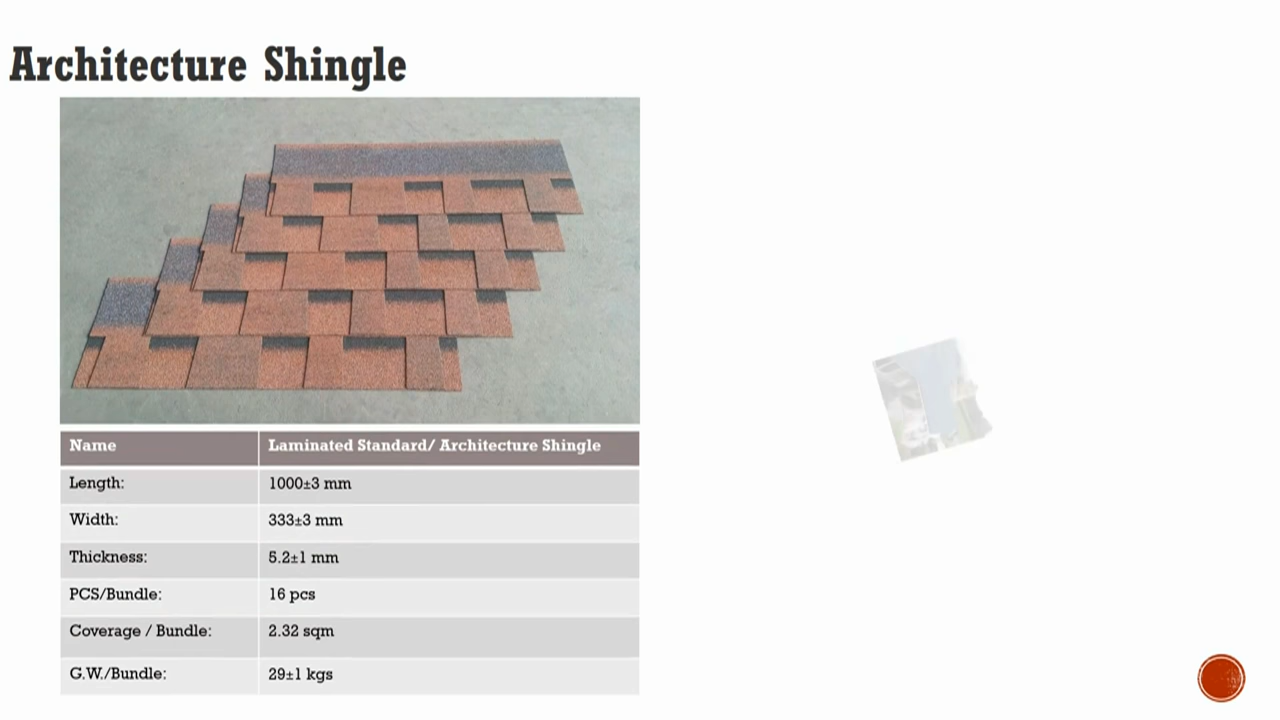 Architecture Shingle
Name Laminated Standard/ Architecture Shingle
Length: 1000±3 mm
Width: 333±3 mm
Thickness: 5.2±1 mm
PCS/Bundle: 16 pcs
Coverage / Bundle: 2.32 sqm
G.W./Bundle: 29±1 kgs